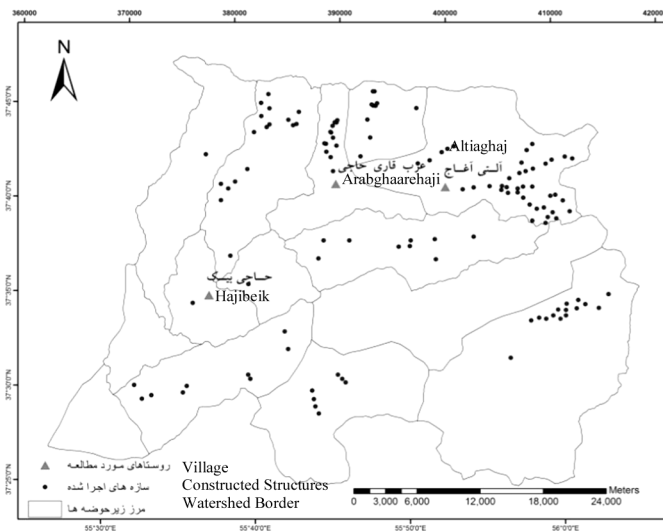 360000 370000 380000 390000 400000 410000 42000
N
37°45'0"N
37°40'0"N
37°35'0"N
37°30'0"N
37°25'0"N
Altiaghaj
عرب قاری حاجی
آلتی آغاج
Arabghaarehaji
حاجی بیک
Hajibeik
روستاهای مورد مطالعه Village
سازه های اجرا شده Constructed Structures
مرز زیرحوضه ها Watershed Border
Meters
0 3,000 6,000 12,000 18,000 24,000
55°30'0"E 55°40'0"E 55°50'0"E 56°0'0"E